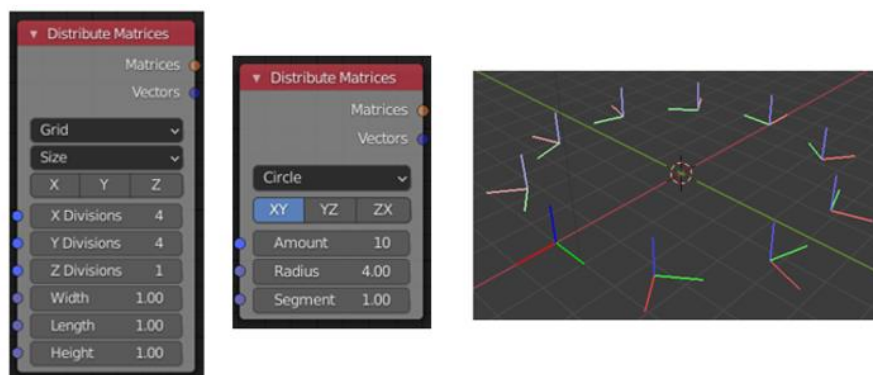 Distribute Matrices
Matrices
Vectors
Grid
Size
X Y Z
X Divisions 4
Y Divisions 4
Z Divisions 1
Width 1.00
Length 1.00
Height 1.00
Distribute Matrices
Matrices
Vectors
Circle
XY YZ ZX
Amount 10
Radius 4.00
Segment 1.00